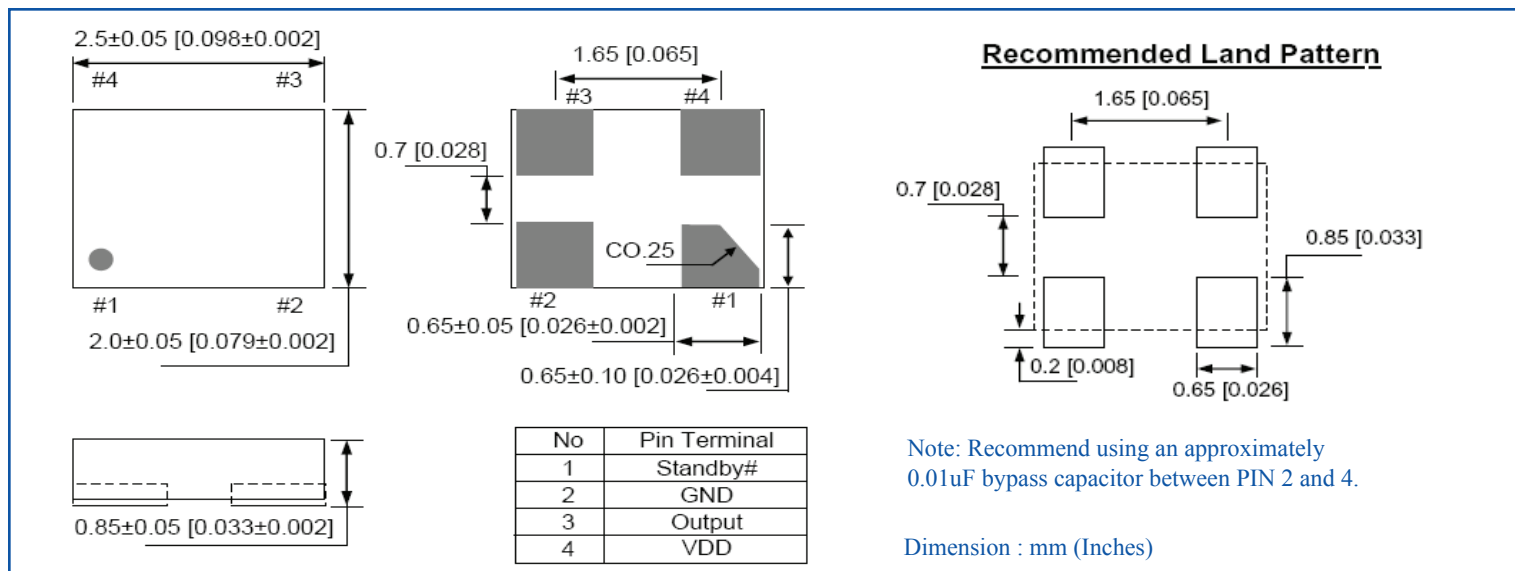 2.5±0.05 [0.098±0.002]
#4 #3
#1 #2
2.0±0.05 [0.079±0.002]
1.65 [0.065]
#3 #4
0.7 [0.028]
CO.25
#2 #1
0.65±0.05 [0.026±0.002]
0.65±0.10 [0.026±0.004]
Recommended Land Pattern
1.65 [0.065]
0.7 [0.028]
0.85 [0.033]
0.2 [0.008]
0.65 [0.026]
0.85±0.05 [0.033±0.002]
No Pin Terminal
1 Standby#
2 GND
3 Output
4 VDD
Note: Recommend using an approximately
0.01uF bypass capacitor between PIN 2 and 4.
Dimension : mm (Inches)